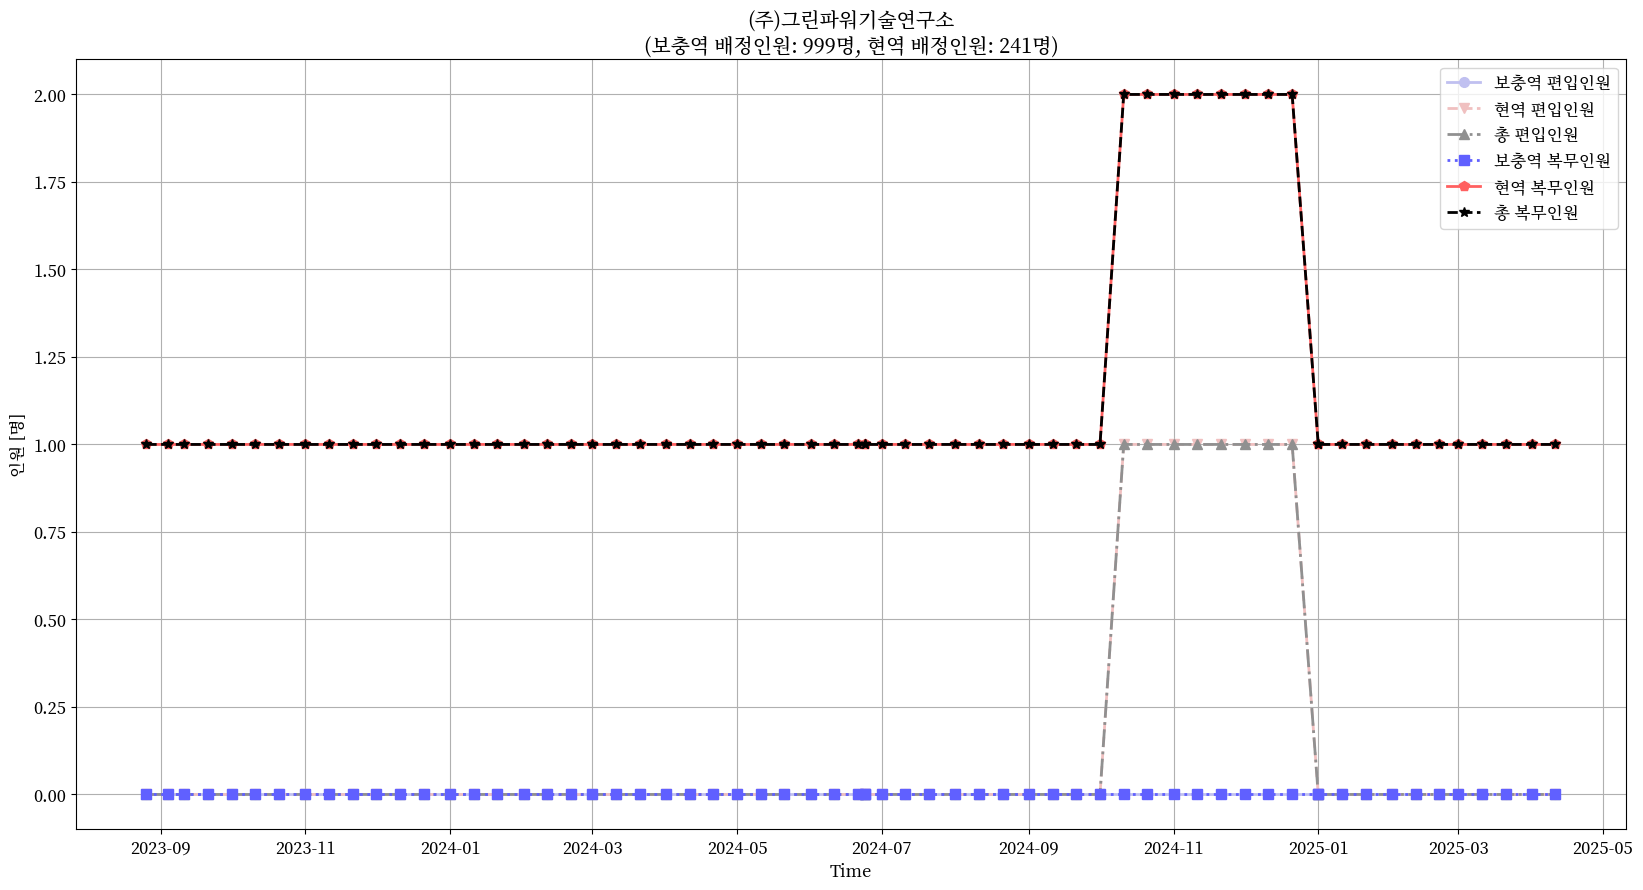 (주)그린파워기술연구소
(보충역 배정인원: 999명, 현역 배정인원: 241명)
보충역 편입인원
현역 편입인원
총 편입인원
보충역 복무인원
현역 복무인원
총 복무인원
인원 [명]
2.00
1.75
1.50
1.25
1.00
0.75
0.50
0.25
0.00
2023-09 2023-11 2024-01 2024-03 2024-05 2024-07 2024-09 2024-11 2025-01 2025-03 2025-05
Time